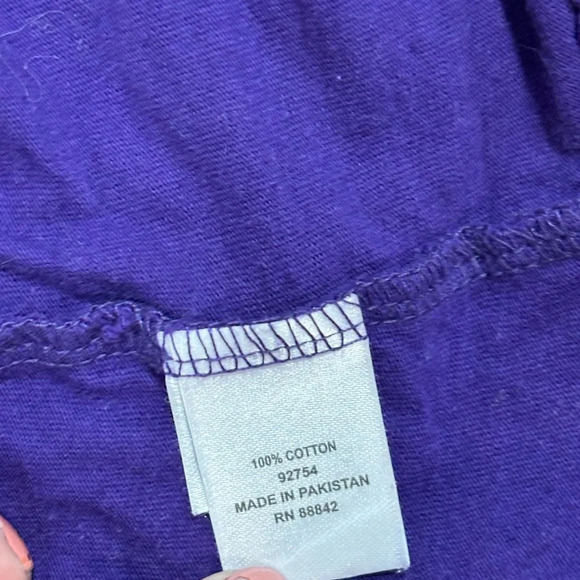 100% COTTON
92754
MADE IN PAKISTAN
RN 88842